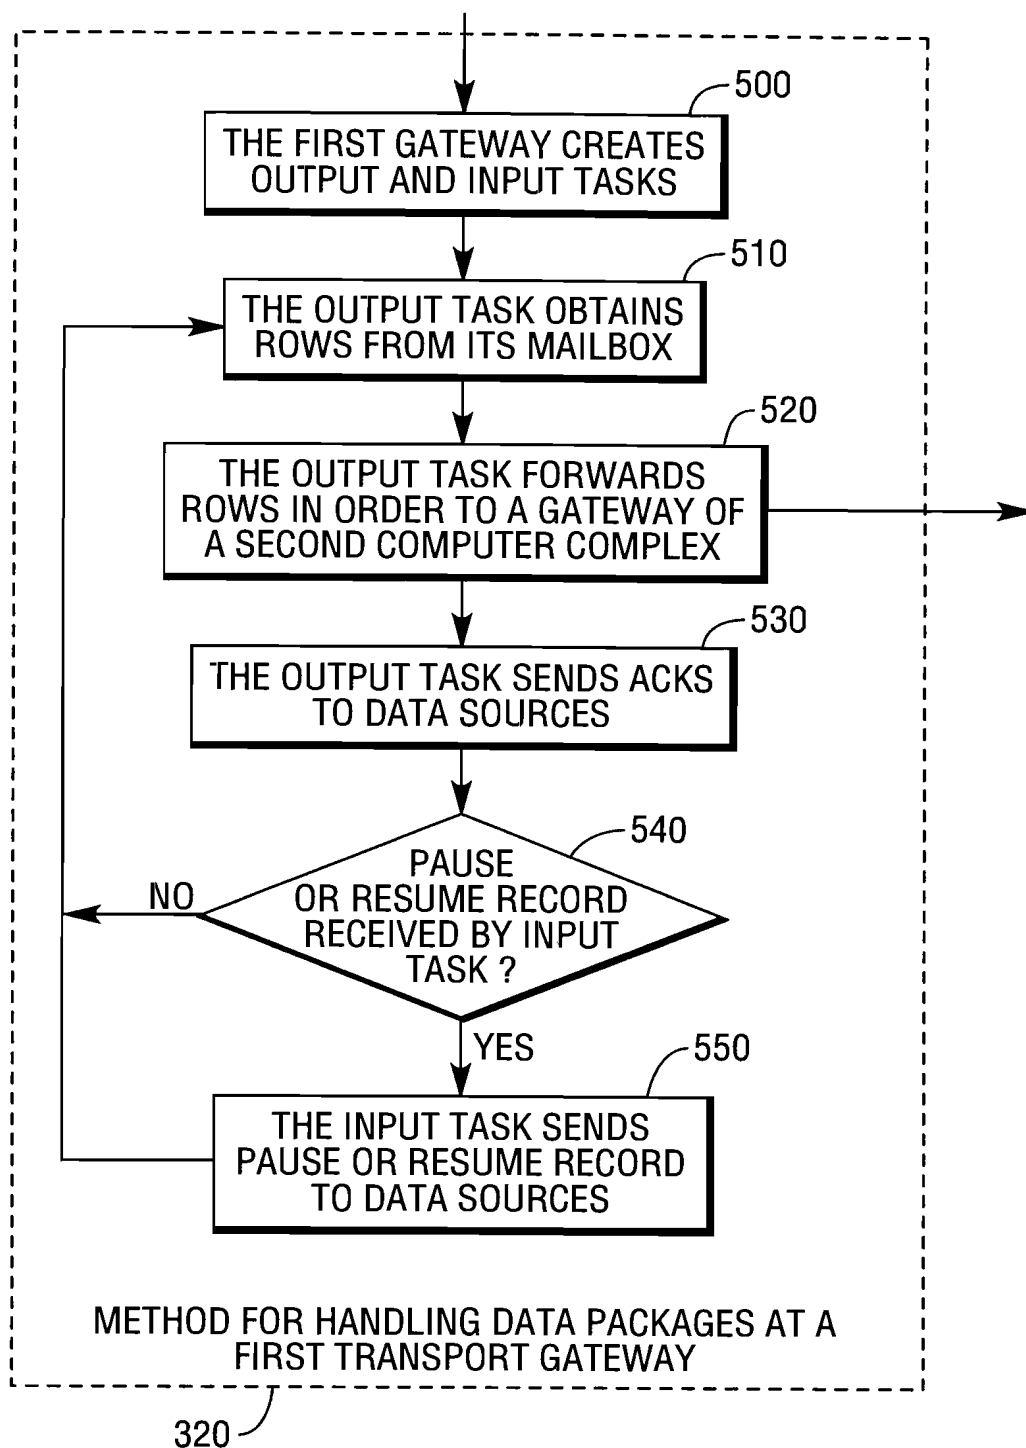 500
THE FIRST GATEWAY CREATES
OUTPUT AND INPUT TASKS
510
THE OUTPUT TASK OBTAINS
ROWS FROM ITS MAILBOX
520
THE OUTPUT TASK FORWARDS
ROWS IN ORDER TO A GATEWAY OF
A SECOND COMPUTER COMPLEX
530
THE OUTPUT TASK SENDS ACKS
TO DATA SOURCES
540
PAUSE
OR RESUME RECORD
RECEIVED BY INPUT
TASK ?
NO
YES
550
THE INPUT TASK SENDS
PAUSE OR RESUME RECORD
TO DATA SOURCES
METHOD FOR HANDLING DATA PACKAGES AT A
FIRST TRANSPORT GATEWAY
320